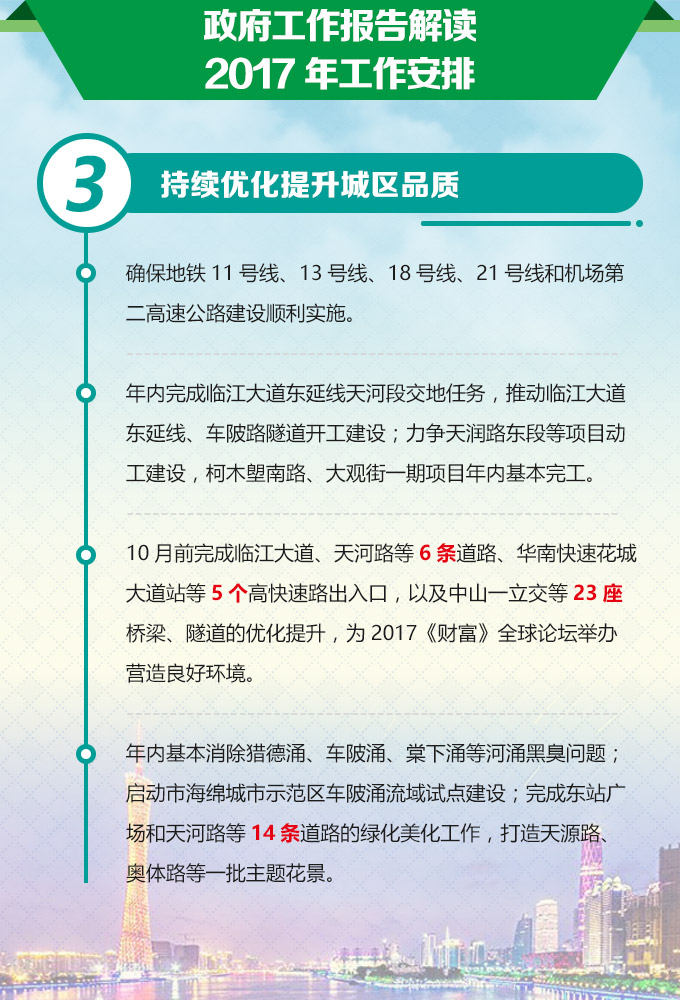 政府工作报告解读
2017 年工作安排
3
持续优化提升城区品质
确保地铁 11 号线、13 号线、18 号线、21 号线和机场第
二高速公路建设顺利实施。
年内完成临江大道东延线天河段交地任务，推动临江大道
东延线、车陂路隧道开工建设；力争天润路东段等项目动
工建设，柯木塱南路、大观街一期项目年内基本完工。
10 月前完成临江大道、天河路等 6 条道路、华南快速花城
大道站等 5 个高快速路出入口，以及中山一立交等 23 座
桥梁、隧道的优化提升，为 2017《财富》全球论坛举办
营造良好环境。
年内基本消除猎德涌、车陂涌、棠下涌等河涌黑臭问题；
启动市海绵城市示范区车陂涌流域试点建设；完成东站广
场和天河路等 14 条道路的绿化美化工作，打造天源路、
奥体路等一批主题花景。